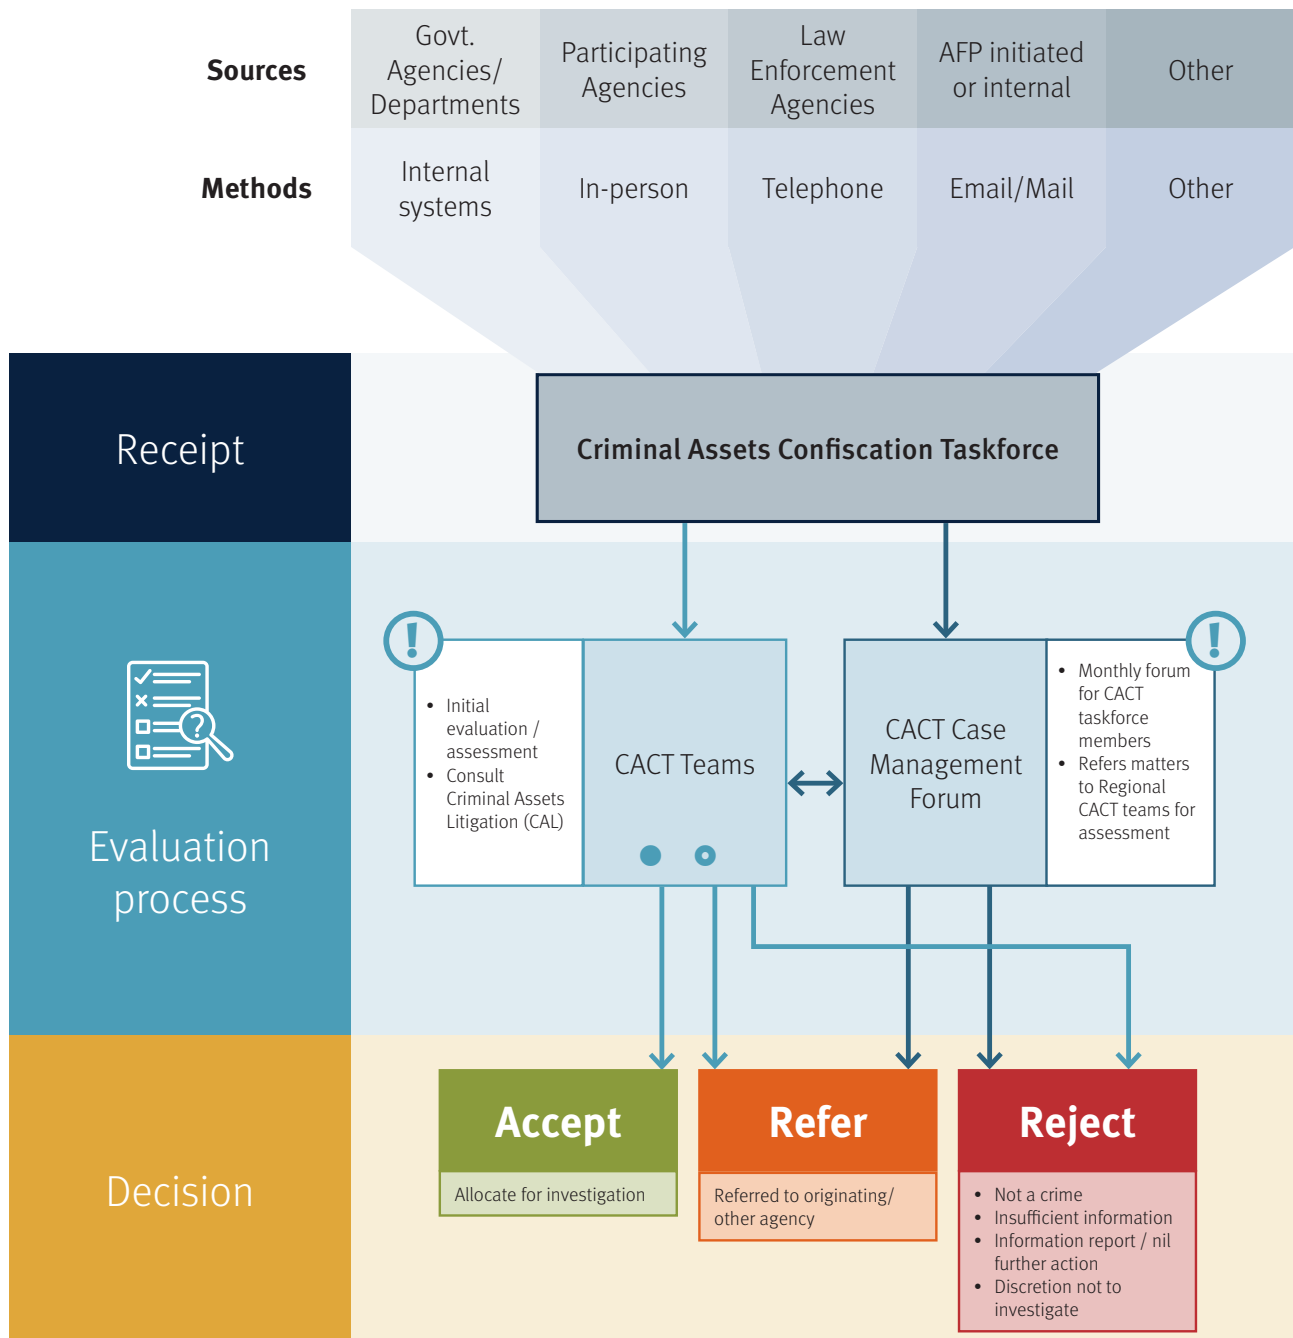 Sources
Govt.
Agencies/
Departments
Participating
Agencies
Law
Enforcement
Agencies
AFP initiated
or internal
Other
Methods
Internal
systems
In-person
Telephone
Email/Mail
Other
Receipt
Criminal Assets Confiscation Taskforce
Evaluation
process
• Initial
evaluation /
assessment
• Consult
Criminal Assets
Litigation (CAL)
CACT Teams
CACT Case
Management
Forum
• Monthly forum
for CACT
taskforce
members
• Refers matters
to Regional
CACT teams for
assessment
Decision
Accept
Allocate for investigation
Refer
Referred to originating/
other agency
Reject
• Not a crime
• Insufficient information
• Information report / nil
further action
• Discretion not to
investigate